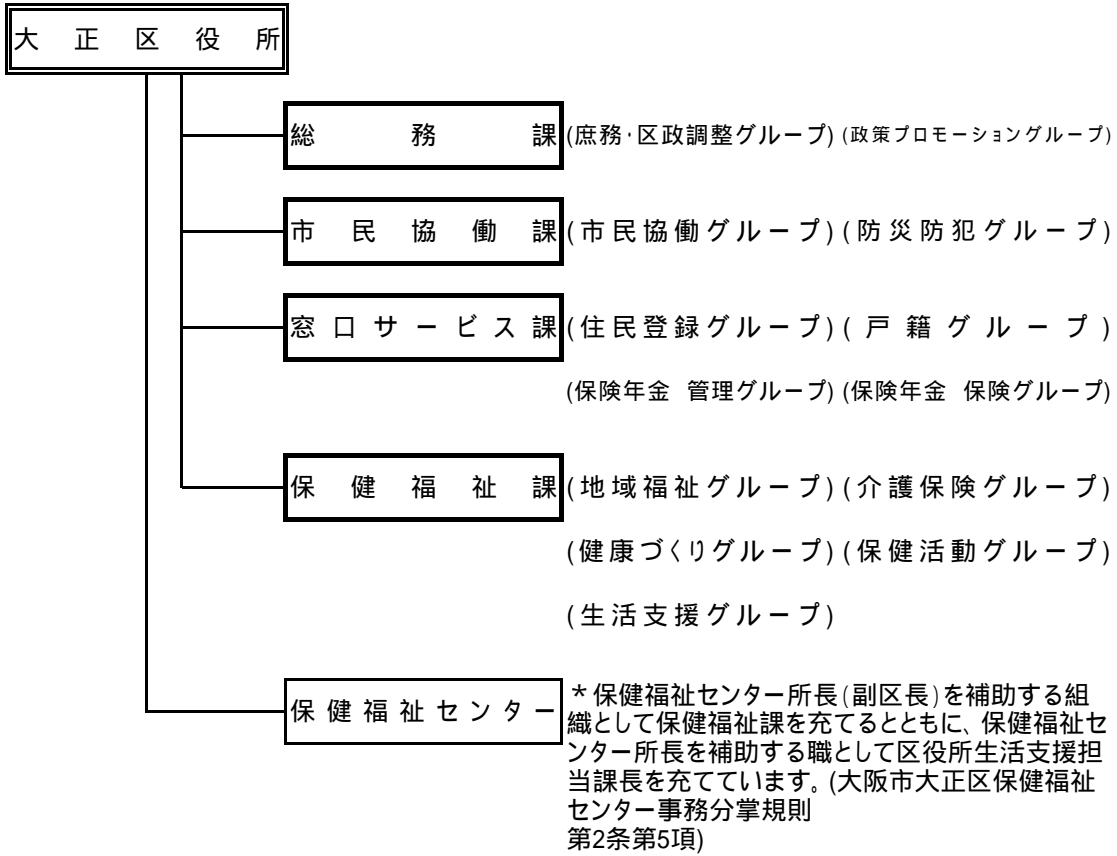 大正区役所
総務課(庶務・区政調整グループ)(政策プロモーショングループ)
市民協働課(市民協働グループ)(防災防犯グループ)
窓口サービス課(住民登録グループ)(戸籍グループ)
(保険年金 管理グループ)(保険年金 保険グループ)
保健福祉課(地域福祉グループ)(介護保険グループ)
(健康づくりグループ)(保健活動グループ)
(生活支援グループ)
保健福祉センター
＊保健福祉センター所長(副区長)を補助する組
織として保健福祉課を充てるとともに、保健福祉セ
ンター所長を補助する職として区役所生活支援担
当課長を充てています。(大阪市大正区保健福祉
センター事務分掌規則
第2条第5項)